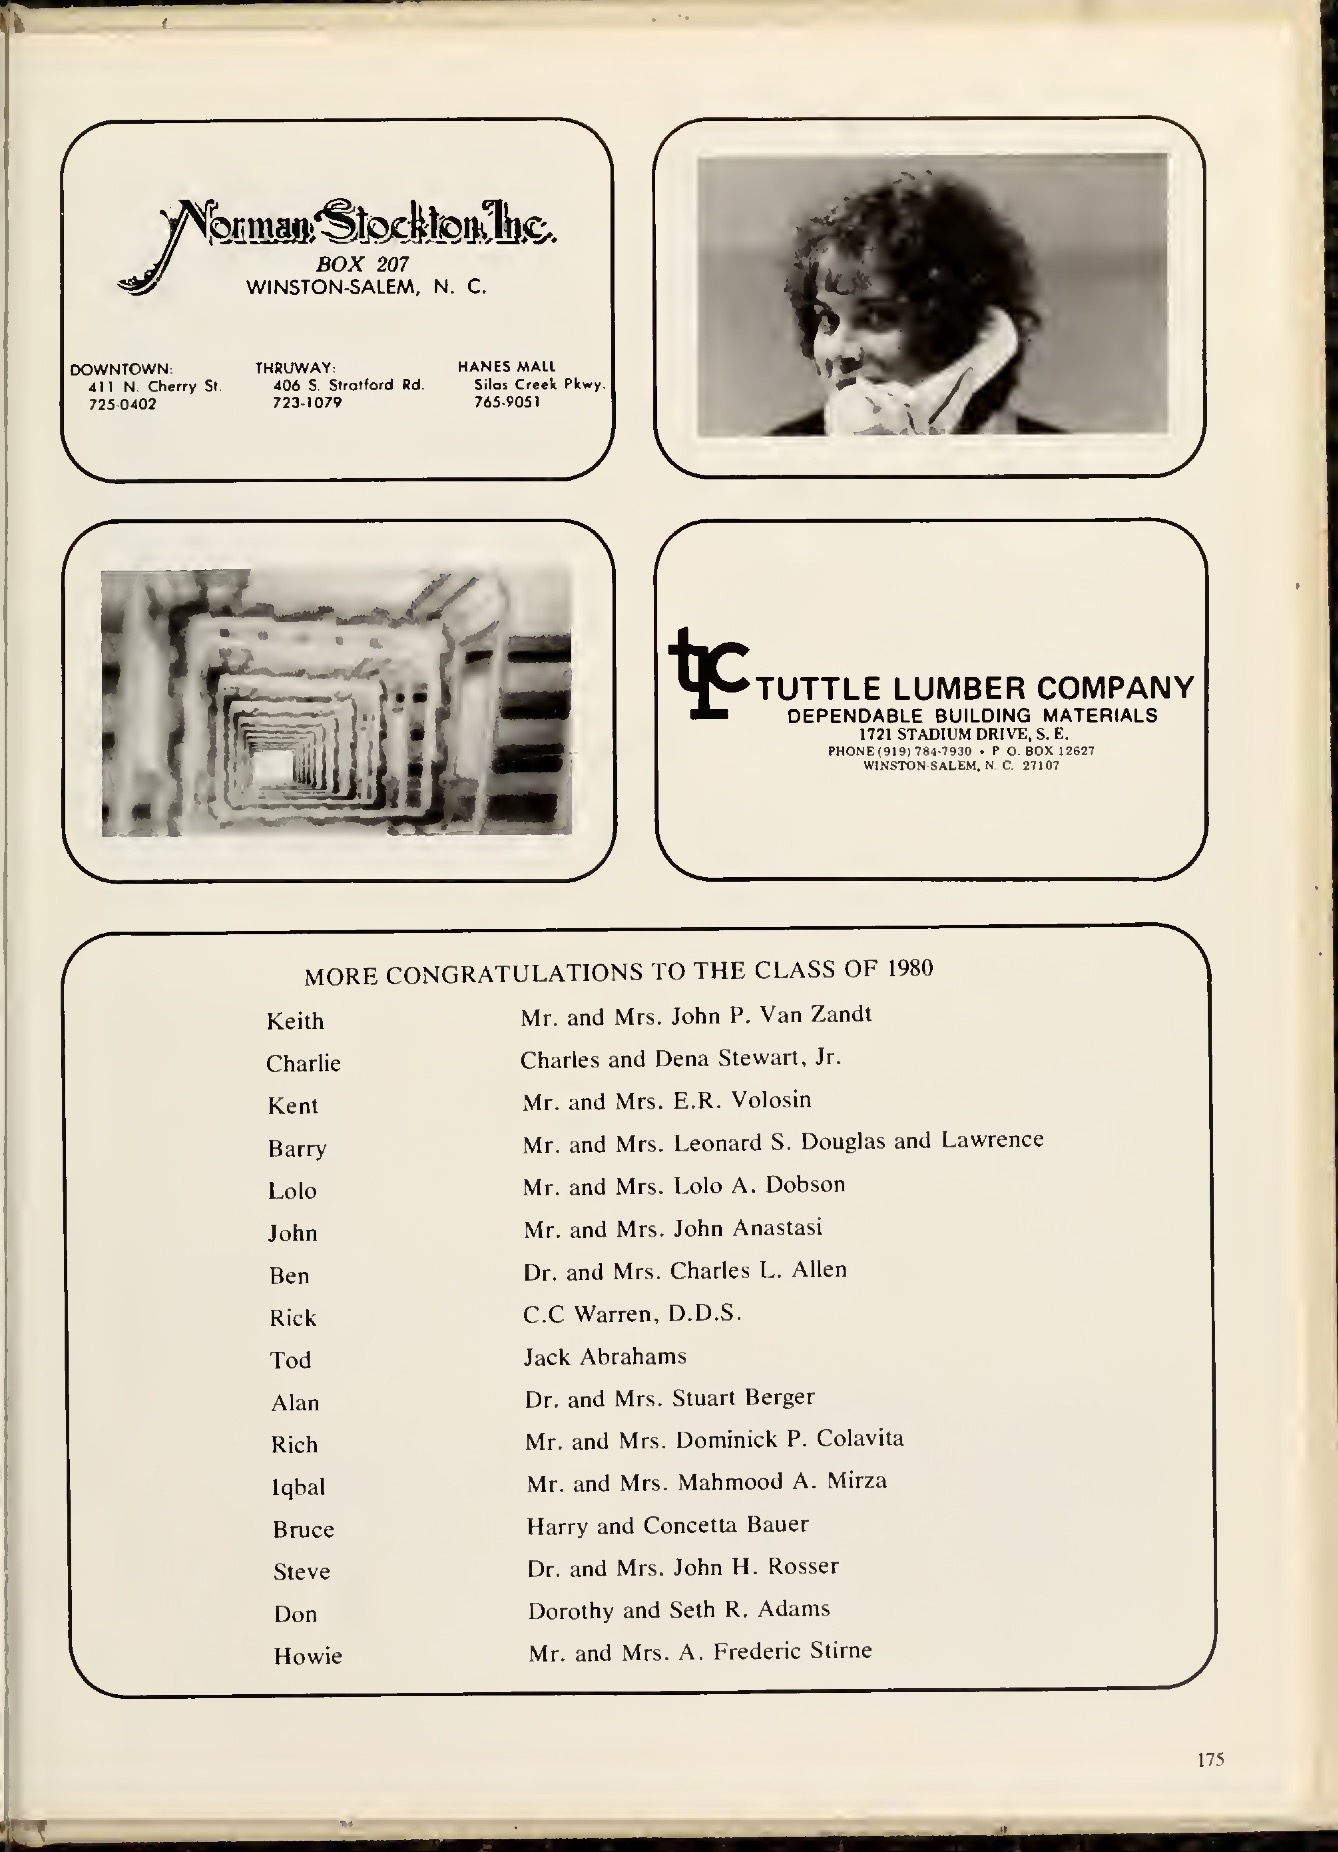 Norman Stockton, Inc.
BOX 207
WINSTON-SALEM, N. C.
DOWNTOWN: THRUWAY: HANES MALL
411 N. Cherry St. 406 S. Stratford Rd. Silas Creek Pkwy.
725-0402 723-1079 765-9051
tlc TUTTLE LUMBER COMPANY
DEPENDABLE BUILDING MATERIALS
1721 STADIUM DRIVE, S. E.
PHONE (919) 784-7930 • P O. BOX 12627
WINSTON-SALEM, N. C. 27107
MORE CONGRATULATIONS TO THE CLASS OF 1980
Keith Mr. and Mrs. John P. Van Zandt
Charlie Charles and Dena Stewart, Jr.
Kent Mr. and Mrs. E.R. Volosin
Barry Mr. and Mrs. Leonard S. Douglas and Lawrence
Lolo Mr. and Mrs. Lolo A. Dobson
John Mr. and Mrs. John Anastasi
Ben Dr. and Mrs. Charles L. Allen
Rick C.C Warren, D.D.S.
Tod Jack Abrahams
Alan Dr. and Mrs. Stuart Berger
Rich Mr. and Mrs. Dominick P. Colavita
Iqbal Mr. and Mrs. Mahmood A. Mirza
Bruce Harry and Concetta Bauer
Steve Dr. and Mrs. John H. Rosser
Don Dorothy and Seth R. Adams
Howie Mr. and Mrs. A. Frederic Stirne
175